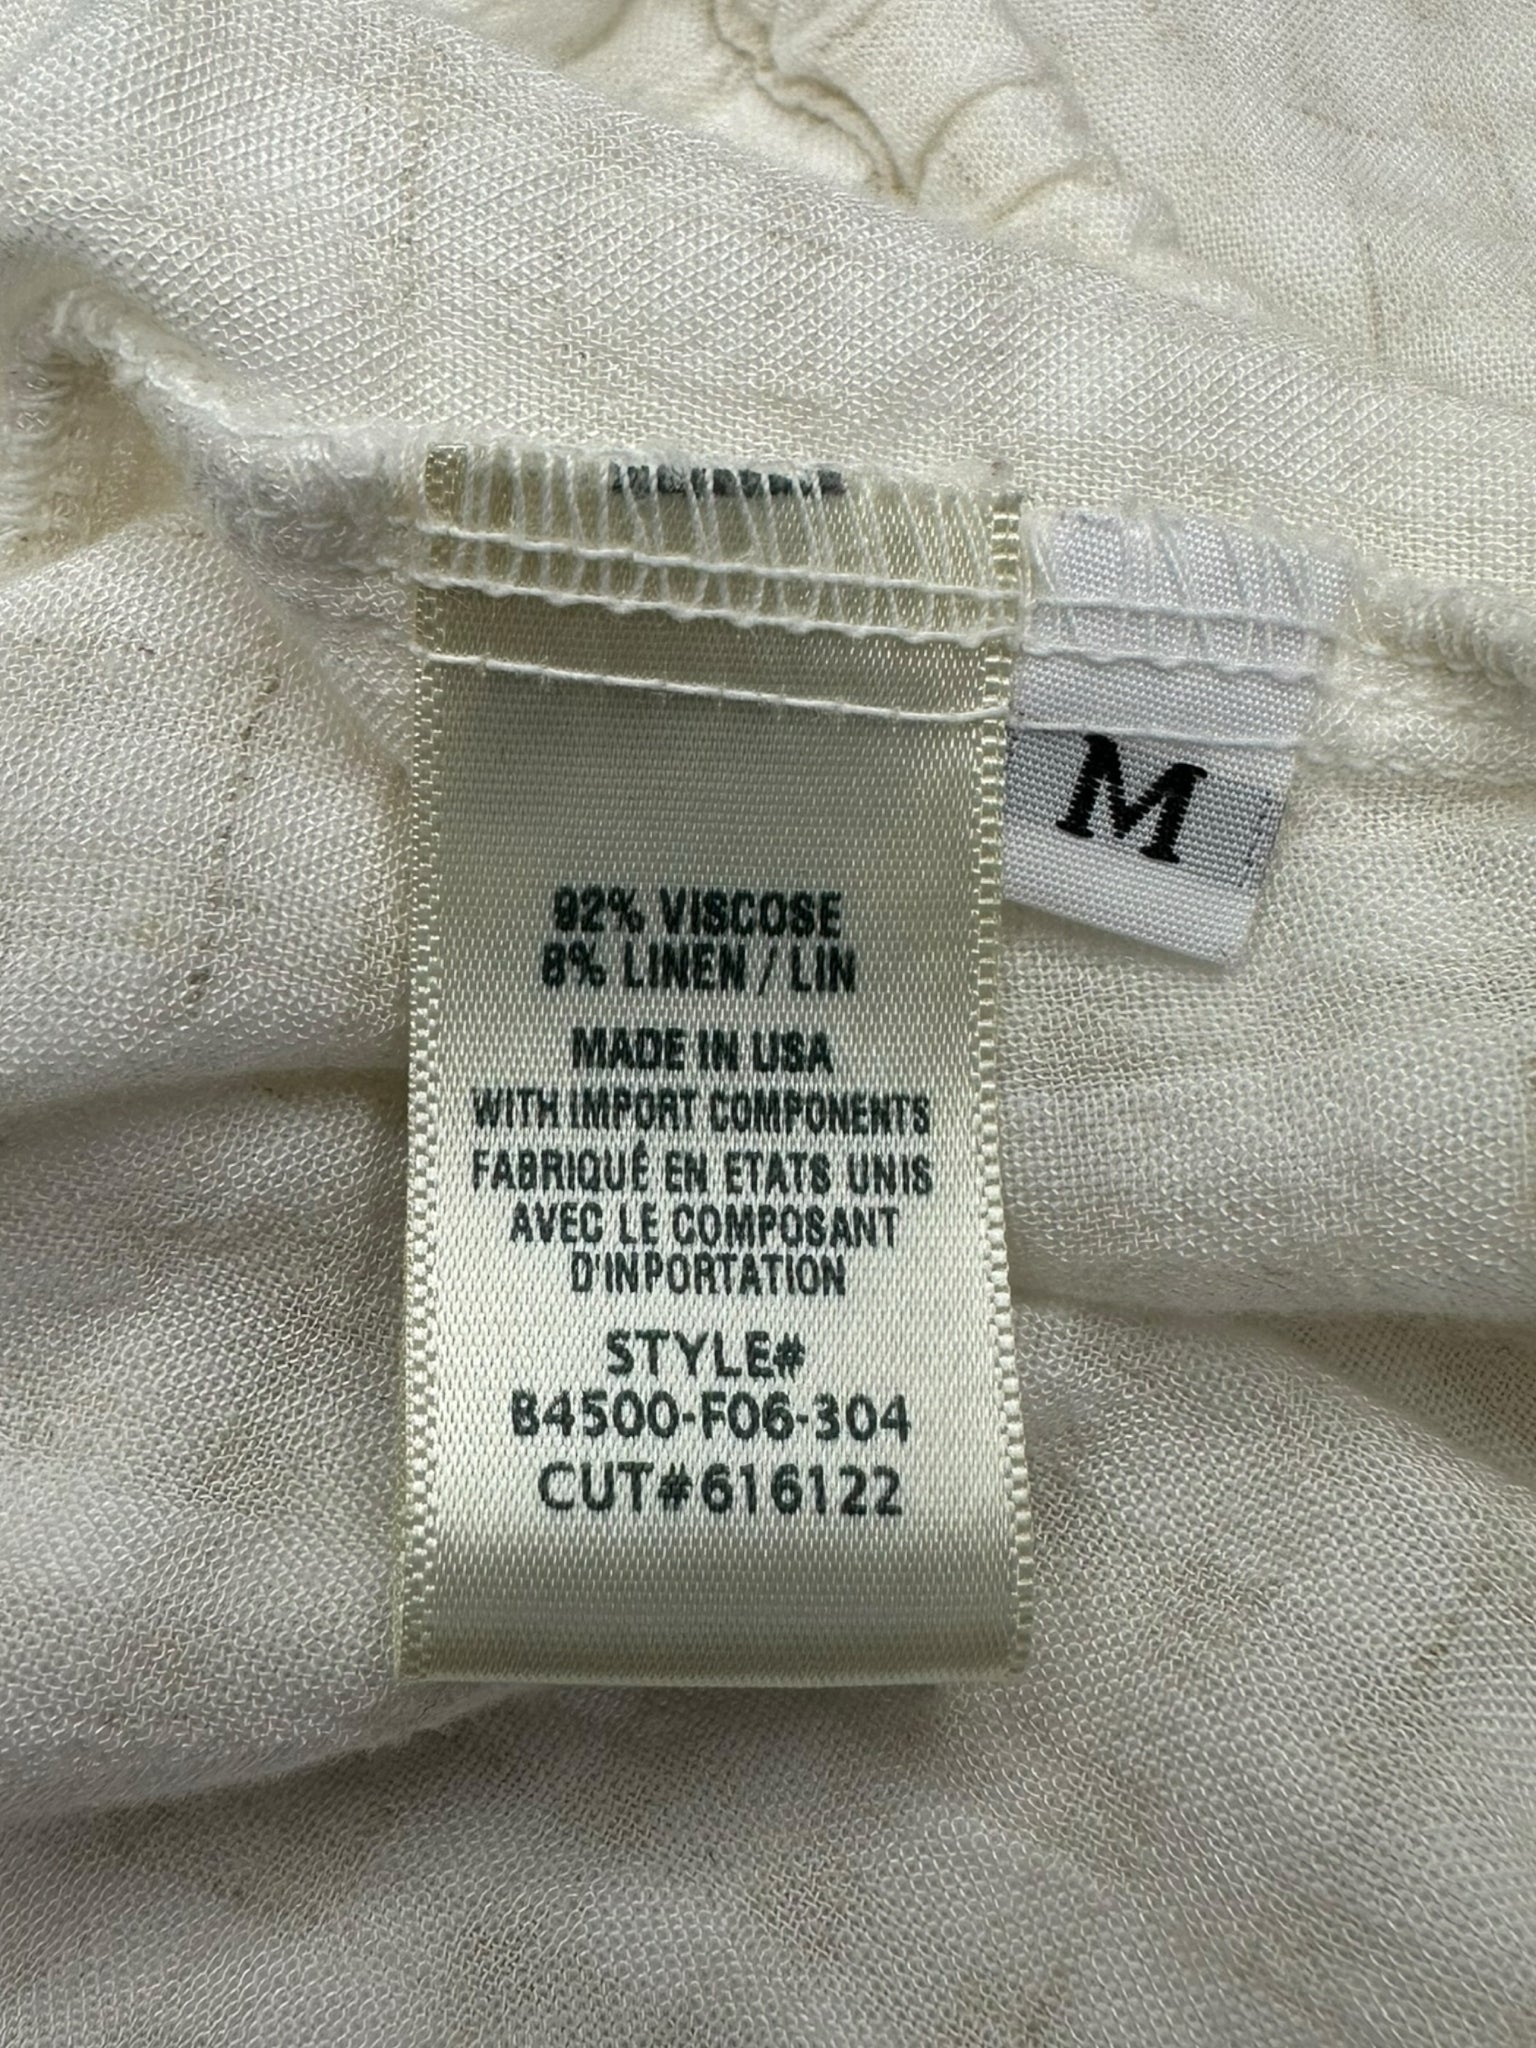 M
92% VISCOSE
8% LINEN / LIN
MADE IN USA
WITH IMPORT COMPONENTS
FABRIQUÉ EN ETATS UNIS
AVEC LE COMPOSANT
D'INPORTATION
STYLE#
B4500-F06-304
CUT#616122